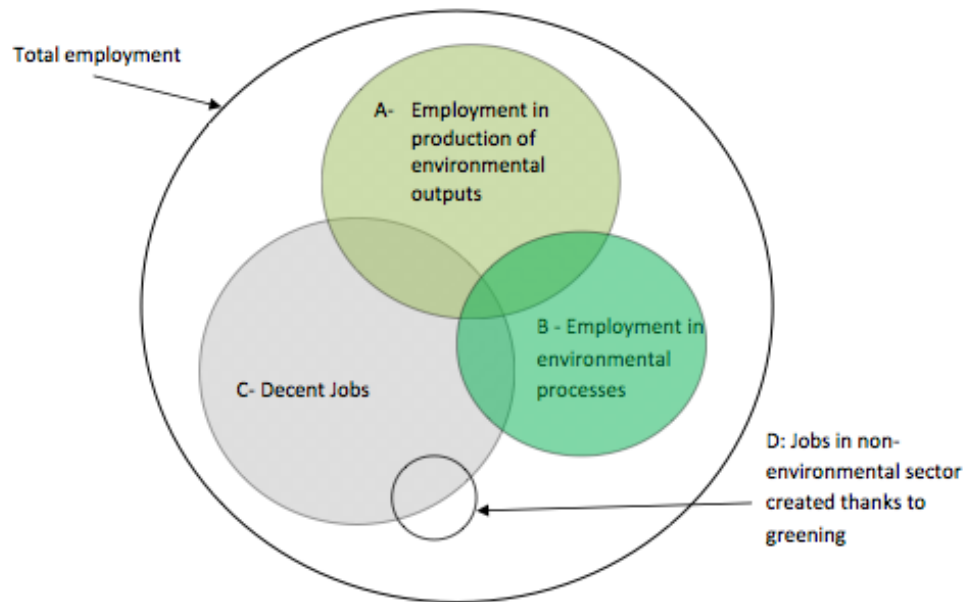 Total employment
A- Employment in
production of
environmental
outputs
B - Employment in
environmental
processes
C- Decent Jobs
D: Jobs in non-
environmental sector
created thanks to
greening